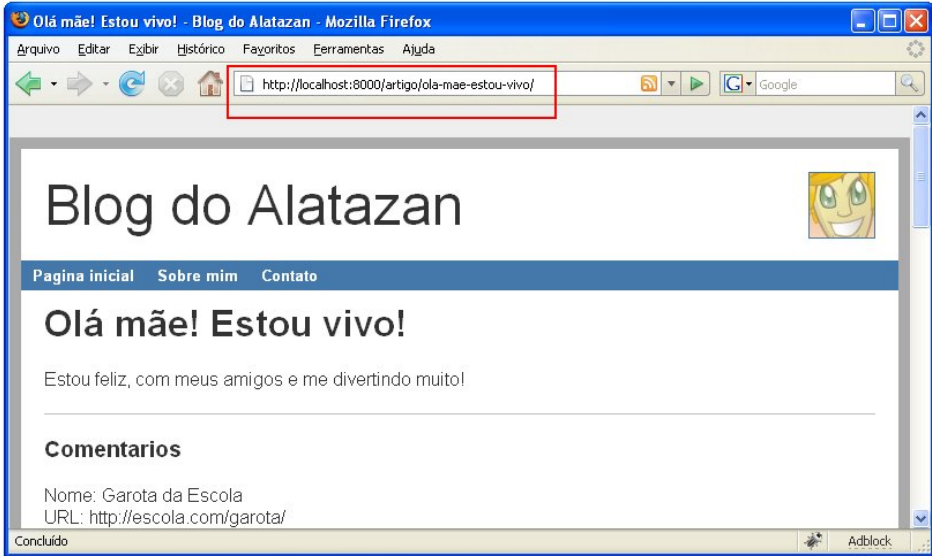 Olá mãe! Estou vivo! - Blog do Alatazan - Mozilla Firefox
Arquivo Editar Exibir Histórico Favoritos Ferramentas Ajuda
http://localhost:8000/artigo/ola-mae-estou-vivo/ G Google
Blog do Alatazan
Pagina inicial Sobre mim Contato
Olá mãe! Estou vivo!
Estou feliz, com meus amigos e me divertindo muito!
Comentarios
Nome: Garota da Escola
URL: http://escola.com/garota/
Concluído Adblock